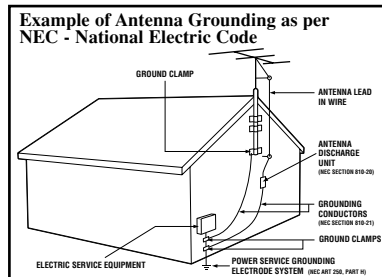 Example of Antenna Grounding as per
NEC - National Electric Code
GROUND CLAMP
ANTENNA LEAD
IN WIRE
ANTENNA
DISCHARGE
UNIT
(NEC SECTION 810-20)
GROUNDING
CONDUCTORS
(NEC SECTION 810-21)
GROUND CLAMPS
ELECTRIC SERVICE EQUIPMENT
POWER SERVICE GROUNDING
ELECTRODE SYSTEM (NEC ART 250, PART H)